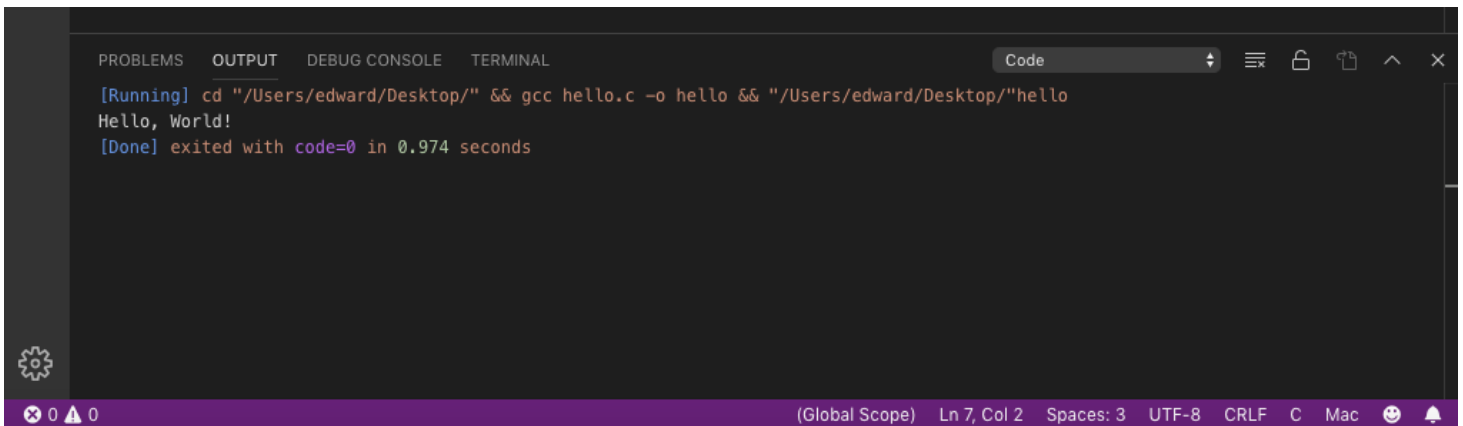 PROBLEMS OUTPUT DEBUG CONSOLE TERMINAL Code
[Running] cd "/Users/edward/Desktop/" && gcc hello.c -o hello && "/Users/edward/Desktop/"hello
Hello, World!
[Done] exited with code=0 in 0.974 seconds
0 0 (Global Scope) Ln 7, Col 2 Spaces: 3 UTF-8 CRLF C Mac